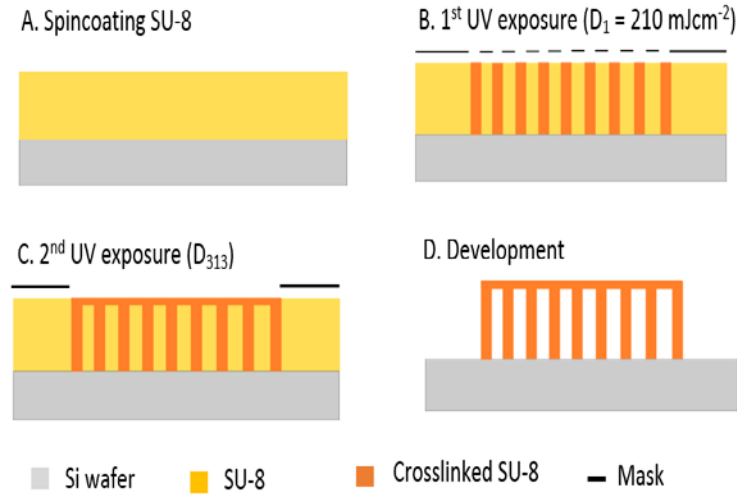 A. Spincoating SU-8
B. 1st UV exposure (D1 = 210 mJcm-2)
C. 2nd UV exposure (D313)
D. Development
Si wafer
SU-8
Crosslinked SU-8
Mask